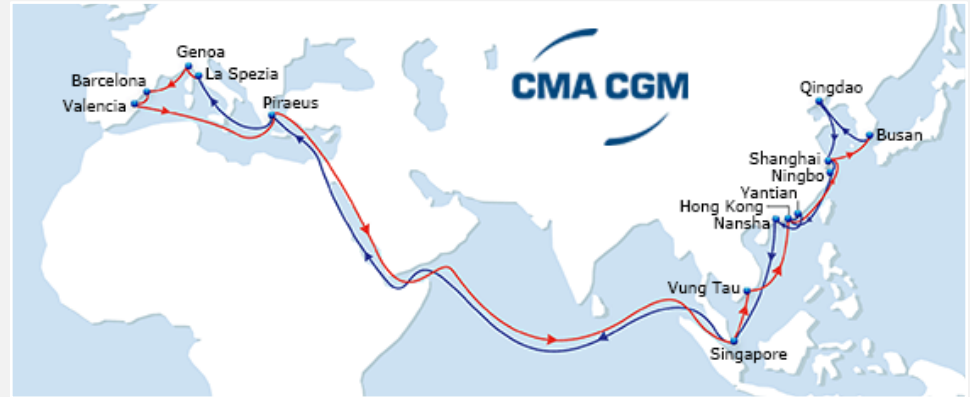 Genoa
La Spezia
Barcelona
Valencia
Piraeus
CMA CGM
Qingdao
Busan
Shanghai
Ningbo
Yantian
Hong Kong
Nansha
Vung Tau
Singapore